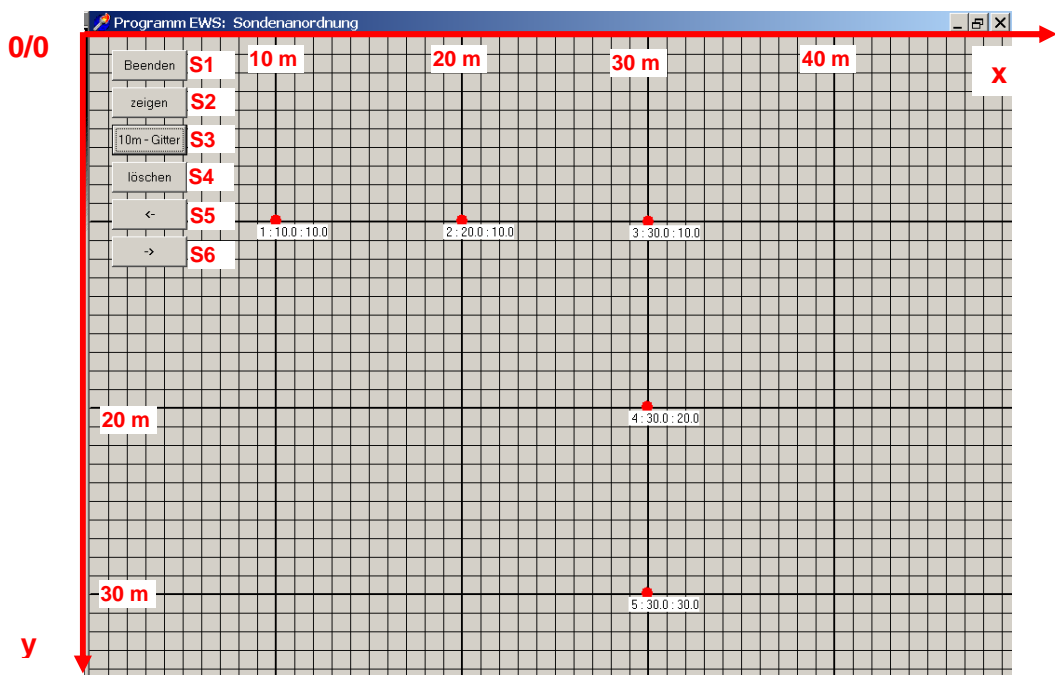 Programm EWS: Sondenanordnung
0/0
10 m 20 m 30 m 40 m
x
Beenden S1
zeigen S2
10m - Gitter S3
löschen S4
<- S5
-> S6
1 : 10.0 : 10.0 2 : 20.0 : 10.0 3 : 30.0 : 10.0
20 m
4 : 30.0 : 20.0
30 m
5 : 30.0 : 30.0
y